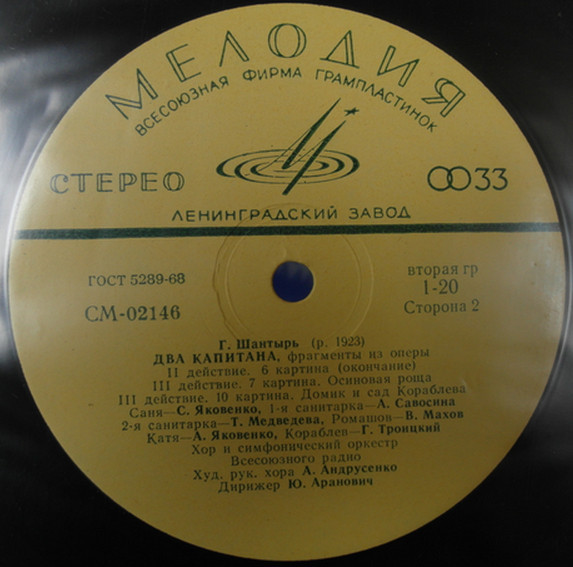 МЕЛОДИЯ
ВСЕСОЮЗНАЯ ФИРМА ГРАМПЛАСТИНОК
СТЕРЕО
33
ЛЕНИНГРАДСКИЙ ЗАВОД
ГОСТ 5289-68
вторая гр
СМ-02146
1-20
Сторона 2
Г. Шантырь (р. 1923)
ДВА КАПИТАНА, фрагменты из оперы
II действие. 6 картина (окончание)
III действие. 7 картина. Осиновая роща
III действие. 10 картина. Домик и сад Кораблева
Саня—С. Яковенко, 1-я санитарка—А. Савосина
2-я санитарка—Т. Медведева, Ромашов—В. Махов
Катя—А. Яковенко, Кораблев—Г. Троицкий
Хор и симфонический оркестр
Всесоюзного радио
Худ. рук. хора А. Андрусенко
Дирижер Ю. Аранович